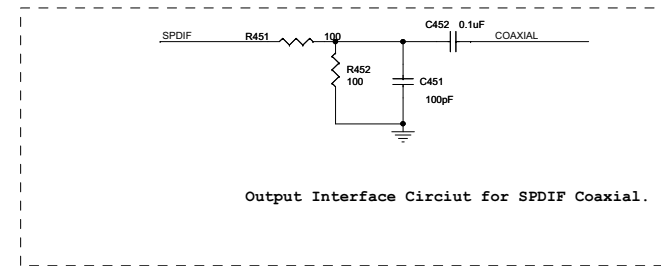 C452 0.1uF
SPDIF R451 100 COAXIAL
R452
100
C451
100pF
Output Interface Circiut for SPDIF Coaxial.